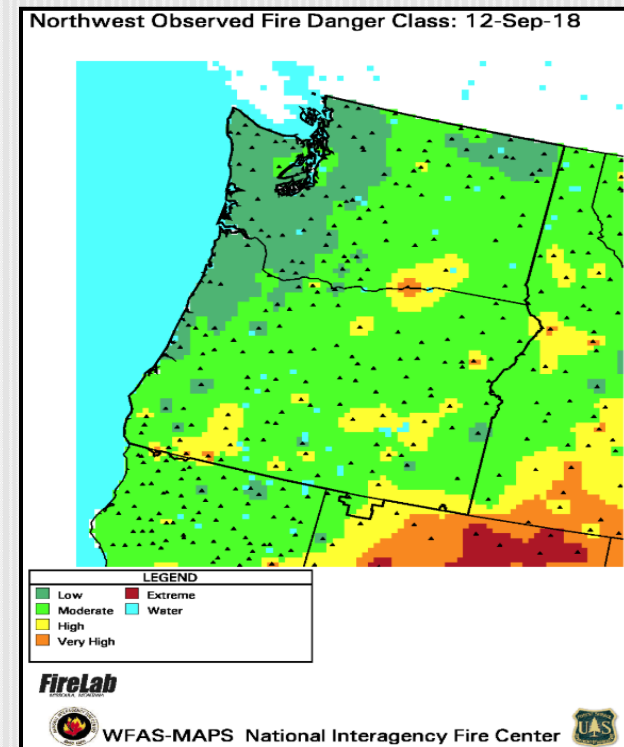 Northwest Observed Fire Danger Class: 12-Sep-18
LEGEND
Low
Extreme
Moderate
Water
High
Very High
FireLab
WFAS-MAPS National Interagency Fire Center